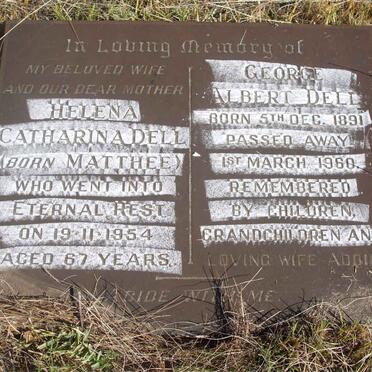 In Loving Memory of
MY BELOVED WIFE
AND OUR DEAR MOTHER
HELENA
CATHARINA DELL
(BORN MATTHEE)
WHO WENT INTO
ETERNAL REST
ON 19-11-1954
AGED 67 YEARS.
GEORGE
ALBERT DELL
BORN 5TH DEC. 1891
PASSED AWAY
1ST MARCH 1960.
REMEMBERED
BY CHILDREN,
GRANDCHILDREN AN
LOVING WIFE ADDIE
ABIDE WITH ME